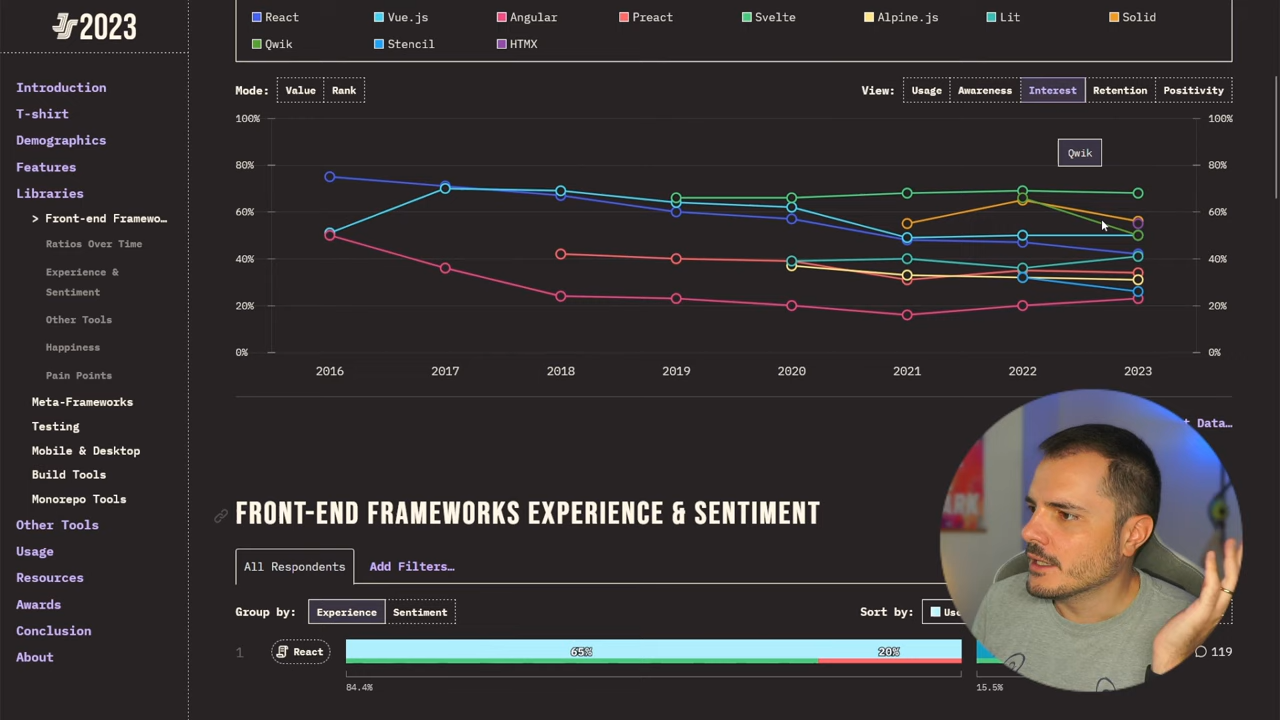 JS 2023
Introduction
T-shirt
Demographics
Features
Libraries
> Front-end Framewo…
Ratios Over Time
Experience &
Sentiment
Other Tools
Happiness
Pain Points
Meta-Frameworks
Testing
Mobile & Desktop
Build Tools
Monorepo Tools
Other Tools
Usage
Resources
Awards
Conclusion
About
React Vue.js Angular Preact Svelte Alpine.js Lit Solid
Qwik Stencil HTMX
Mode: Value Rank View: Usage Awareness Interest Retention Positivity
100% 100%
Qwik
80% 80%
60% 60%
40% 40%
20% 20%
0% 0%
2016 2017 2018 2019 2020 2021 2022 2023
Data…
FRONT-END FRAMEWORKS EXPERIENCE & SENTIMENT
All Respondents Add Filters…
Group by: Experience Sentiment Sort by:
1 React 65% 20% 119
84.4% 15.5%